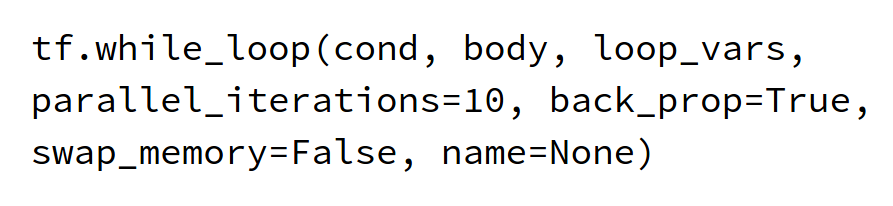 tf.while_loop(cond, body, loop_vars,
parallel_iterations=10, back_prop=True,
swap_memory=False, name=None)